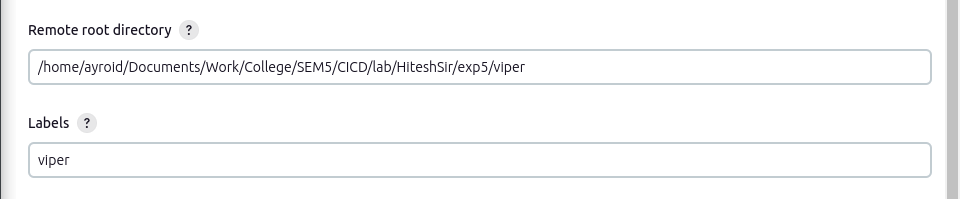 Remote root directory ?
/home/ayroid/Documents/Work/College/SEM5/CICD/lab/HiteshSir/exp5/viper
Labels ?
viper